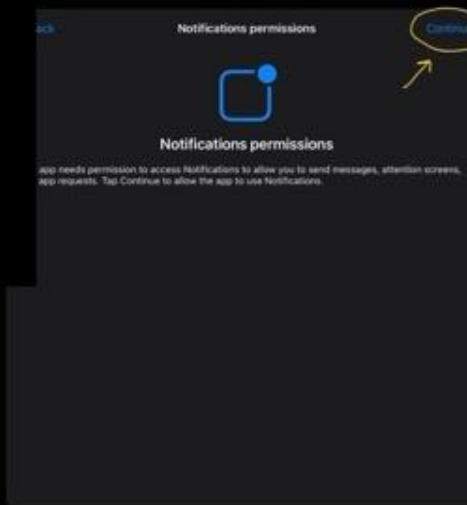 ack Notifications permissions Continu
Notifications permissions
app needs permission to access Notifications to allow you to send messages, attention screens,
app requests. Tap Continue to allow the app to use Notifications.